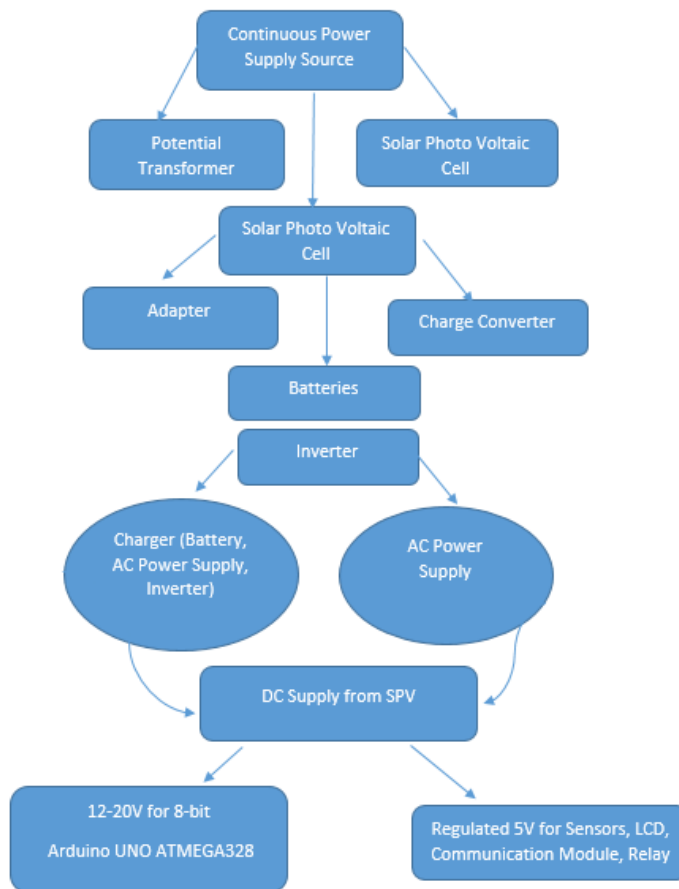 Continuous Power
Supply Source
Potential
Transformer
Solar Photo Voltaic
Cell
Solar Photo Voltaic
Cell
Adapter
Charge Converter
Batteries
Inverter
Charger (Battery,
AC Power Supply,
Inverter)
AC Power
Supply
DC Supply from SPV
12-20V for 8-bit
Arduino UNO ATMEGA328
Regulated 5V for Sensors, LCD,
Communication Module, Relay